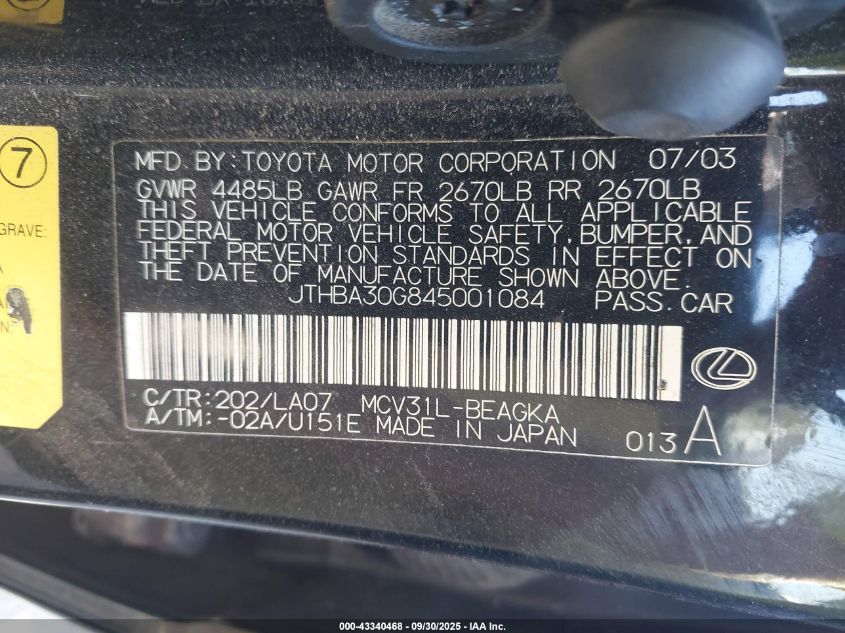 7
MFD BY:TOYOTA MOTOR CORPORATION 07/03
GVWR 4485LB GAWR FR 2670LB RR 2670LB
THIS VEHICLE CONFORMS TO ALL APPLICABLE
FEDERAL MOTOR VEHICLE SAFETY,BUMPER,AND
THEFT PREVENTION STANDARDS IN EFFECT ON
THE DATE OF MANUFACTURE SHOWN ABOVE.
JTHBA30G845001084 PASS.CAR
GRAVE:
C/TR:202/LA07 MCV31L-BEAGKA
A/TM:-02A/U151E MADE IN JAPAN 013A
000-43340468 - 09/30/2025 - IAA Inc.